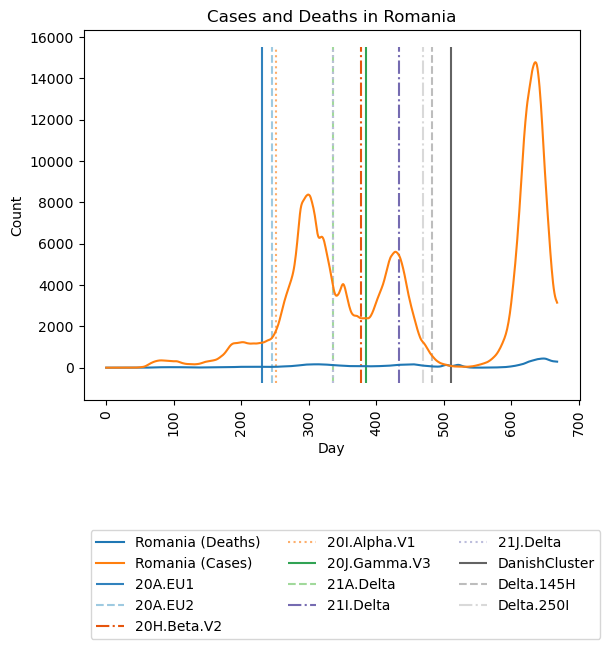 Cases and Deaths in Romania
16000
14000
12000
10000
8000
6000
4000
2000
0
Count
0
100
200
300
400
500
600
700
Day
Romania (Deaths)
Romania (Cases)
20A.EU1
20A.EU2
20H.Beta.V2
20I.Alpha.V1
20J.Gamma.V3
21A.Delta
21I.Delta
21J.Delta
DanishCluster
Delta.145H
Delta.250I